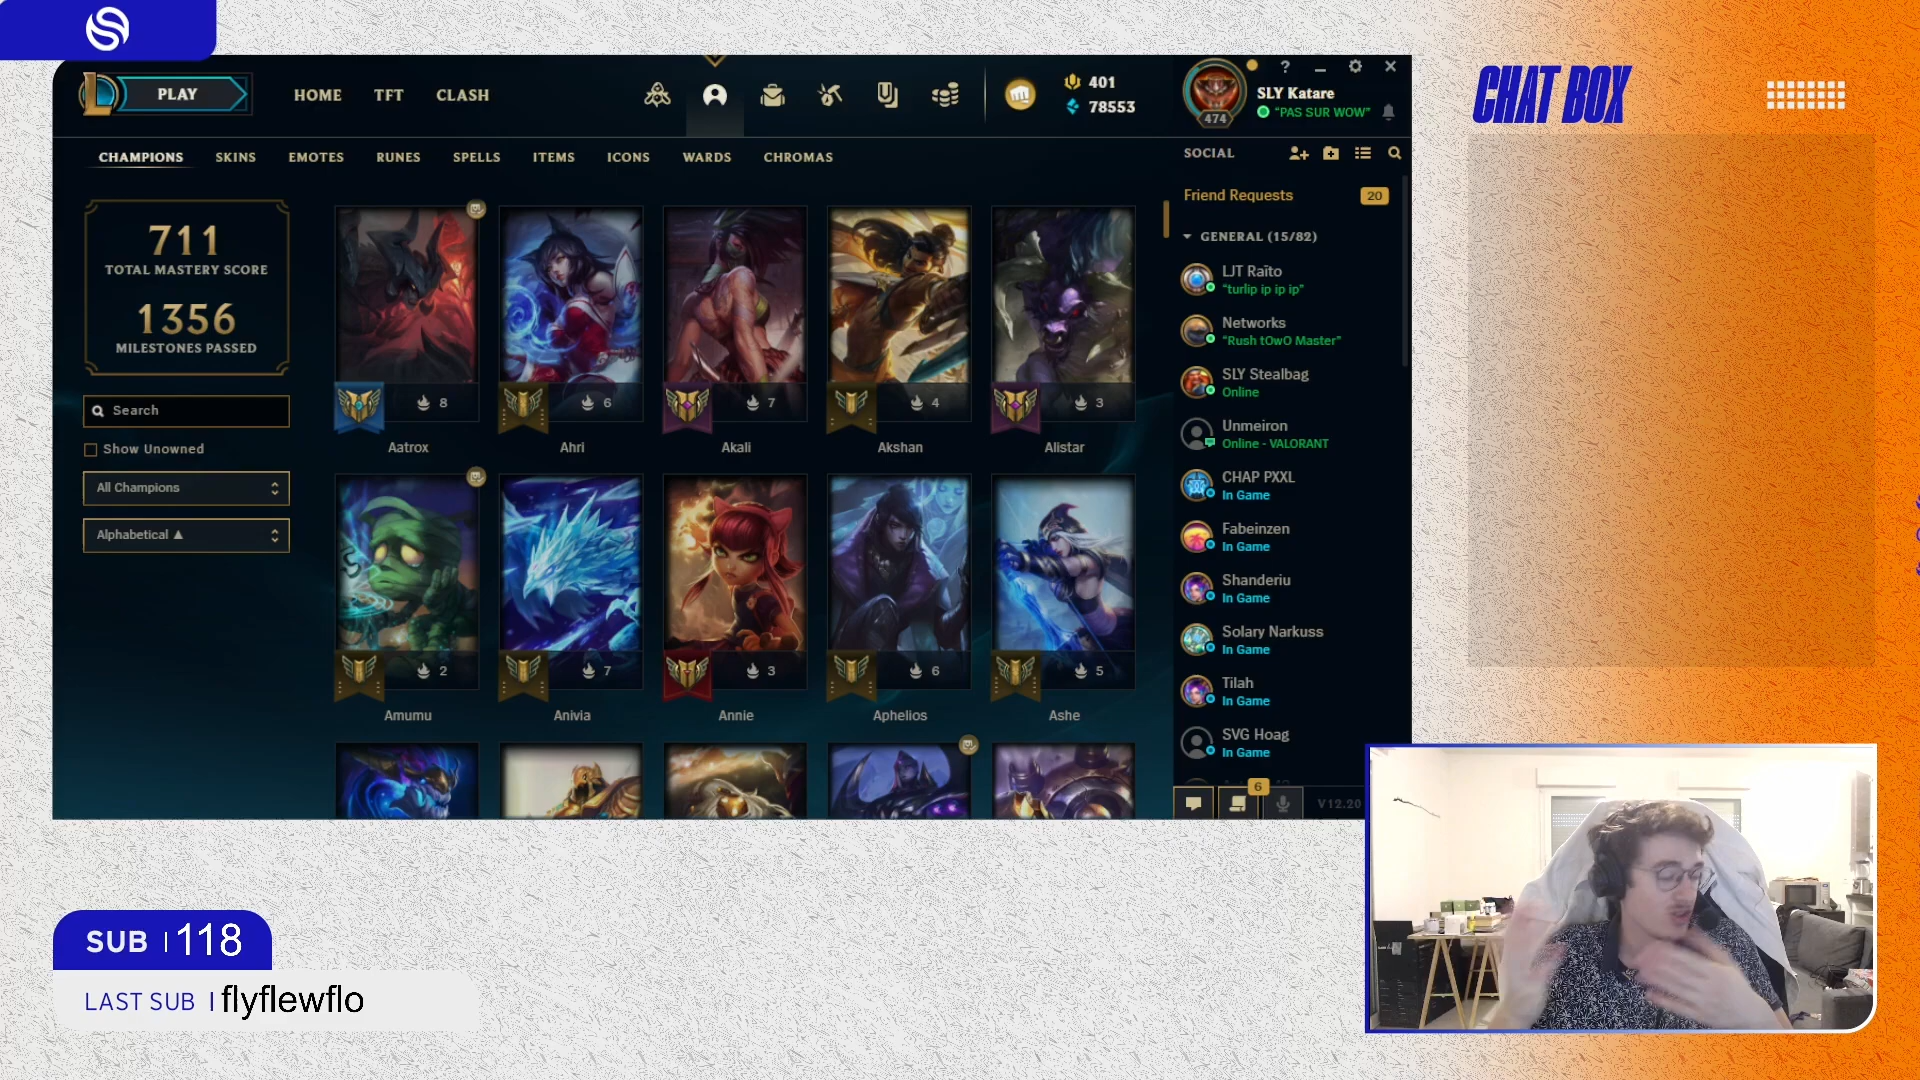 CHAT BOX
PLAY
HOME
TFT
CLASH
401
78553
474
SLY Katare
"PAS SUR WOW"
?
CHAMPIONS
SKINS
EMOTES
RUNES
SPELLS
ITEMS
ICONS
WARDS
CHROMAS
711
TOTAL MASTERY SCORE
1356
MILESTONES PASSED
Search
Show Unowned
All Champions
Alphabetical ▲
8
6
7
4
3
Aatrox
Ahri
Akali
Akshan
Alistar
2
7
3
6
5
Amumu
Anivia
Annie
Aphelios
Ashe
SOCIAL
Friend Requests
20
GENERAL (15/82)
LJT Raïto
"turlip ip ip ip"
Networks
"Rush tOwO Master"
SLY Stealbag
Online
Unmeiron
Online - VALORANT
CHAP PXXL
In Game
Fabeinzen
In Game
Shanderiu
In Game
Solary Narkuss
In Game
Tilah
In Game
SVG Hoag
In Game
6
V12.20
SUB | 118
LAST SUB | flyflewflo